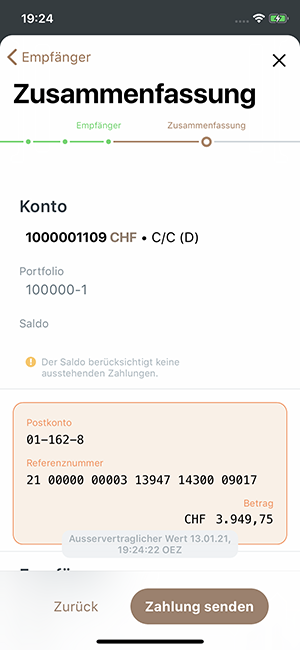 19:24
Empfänger
Zusammenfassung
Empfänger Zusammenfassung
Konto
1000001109 CHF • C/C (D)
Portfolio
100000-1
Saldo
Der Saldo berücksichtigt keine
ausstehenden Zahlungen.
Postkonto
01-162-8
Referenznummer
21 00000 00003 13947 14300 09017
Betrag
CHF 3.949,75
Ausservertraglicher Wert 13.01.21,
19:24:22 OEZ
Zurück
Zahlung senden